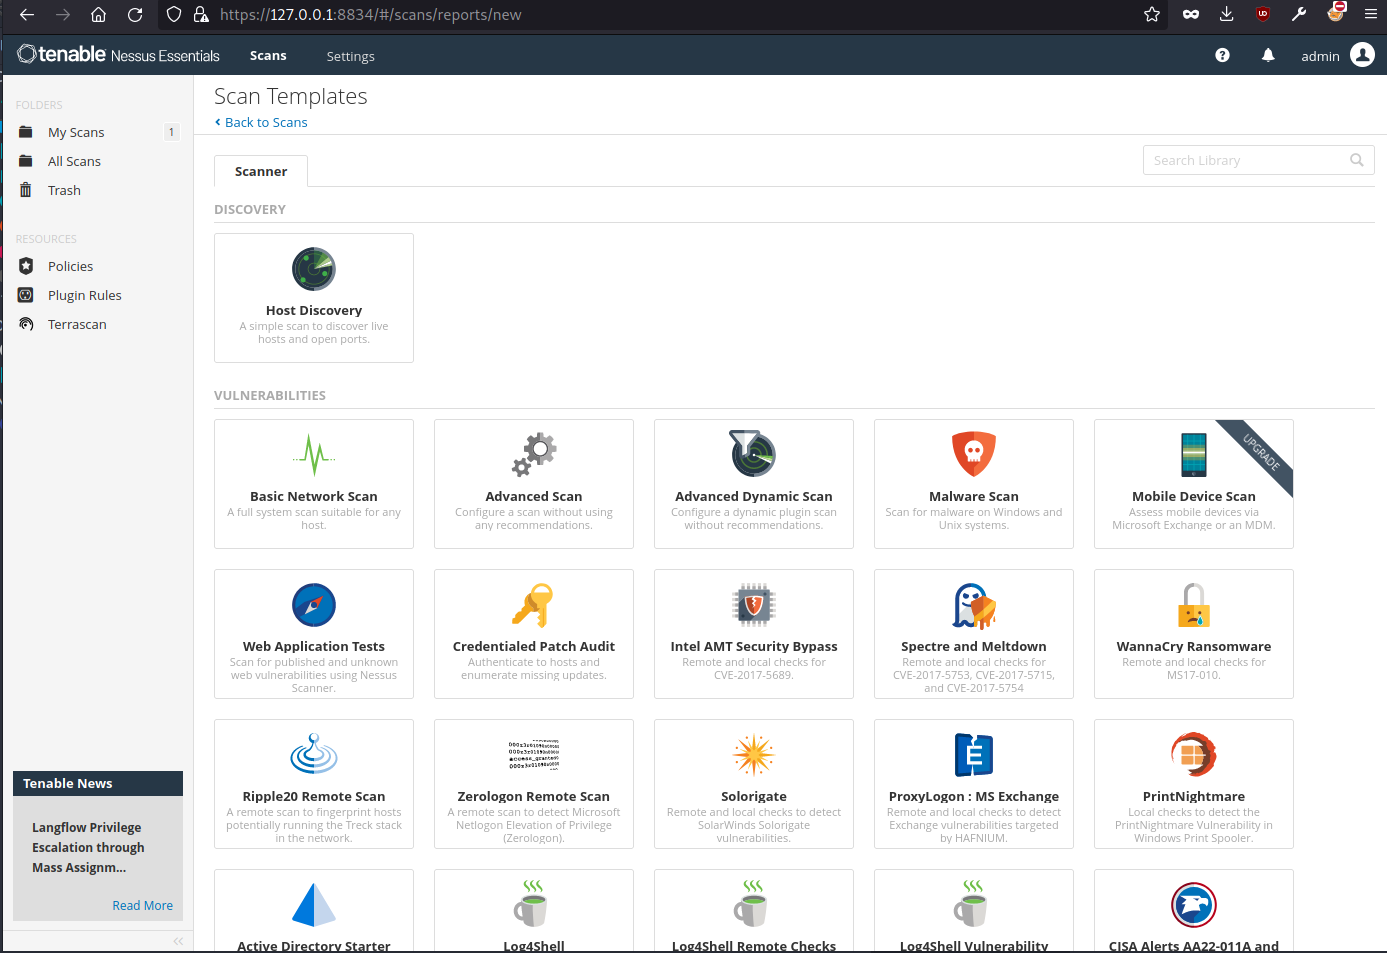 https://127.0.0.1:8834/#/scans/reports/new
tenable Nessus Essentials
Scans
Settings
admin
FOLDERS
My Scans
1
All Scans
Trash
RESOURCES
Policies
Plugin Rules
Terrascan
Tenable News
Langflow Privilege
Escalation through
Mass Assignm...
Read More
Scan Templates
Back to Scans
Scanner
Search Library
DISCOVERY
Host Discovery
A simple scan to discover live
hosts and open ports.
VULNERABILITIES
Basic Network Scan
A full system scan suitable for any
host.
Advanced Scan
Configure a scan without using
any recommendations.
Advanced Dynamic Scan
Configure a dynamic plugin scan
without recommendations.
Malware Scan
Scan for malware on Windows and
Unix systems.
UPGRADE
Mobile Device Scan
Assess mobile devices via
Microsoft Exchange or an MDM.
Web Application Tests
Scan for published and unknown
web vulnerabilities using Nessus
Scanner.
Credentialed Patch Audit
Authenticate to hosts and
enumerate missing updates.
Intel AMT Security Bypass
Remote and local checks for
CVE-2017-5689.
Spectre and Meltdown
Remote and local checks for
CVE-2017-5753, CVE-2017-5715,
and CVE-2017-5754
WannaCry Ransomware
Remote and local checks for
MS17-010.
Ripple20 Remote Scan
A remote scan to fingerprint hosts
potentially running the Treck stack
in the network.
Zerologon Remote Scan
A remote scan to detect Microsoft
Netlogon Elevation of Privilege
(Zerologon).
Solorigate
Remote and local checks to detect
SolarWinds Solorigate
vulnerabilities.
E
ProxyLogon : MS Exchange
Remote and local checks to detect
Exchange vulnerabilities targeted
by HAFNIUM.
PrintNightmare
Local checks to detect the
PrintNightmare Vulnerability in
Windows Print Spooler.
Active Directory Starter
Log4Shell
Log4Shell Remote Checks
Log4Shell Vulnerability
CISA Alerts AA22-011A and